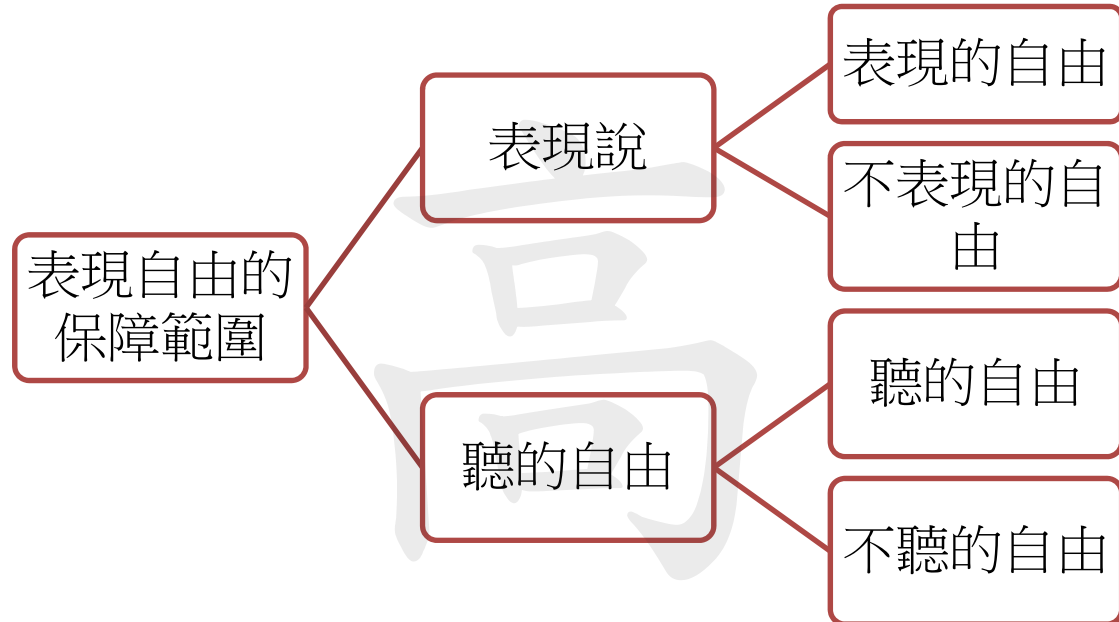 表現自由的
保障範圍
表現說
表現的自由
不表現的自
由
聽的自由
聽的自由
不聽的自由
高